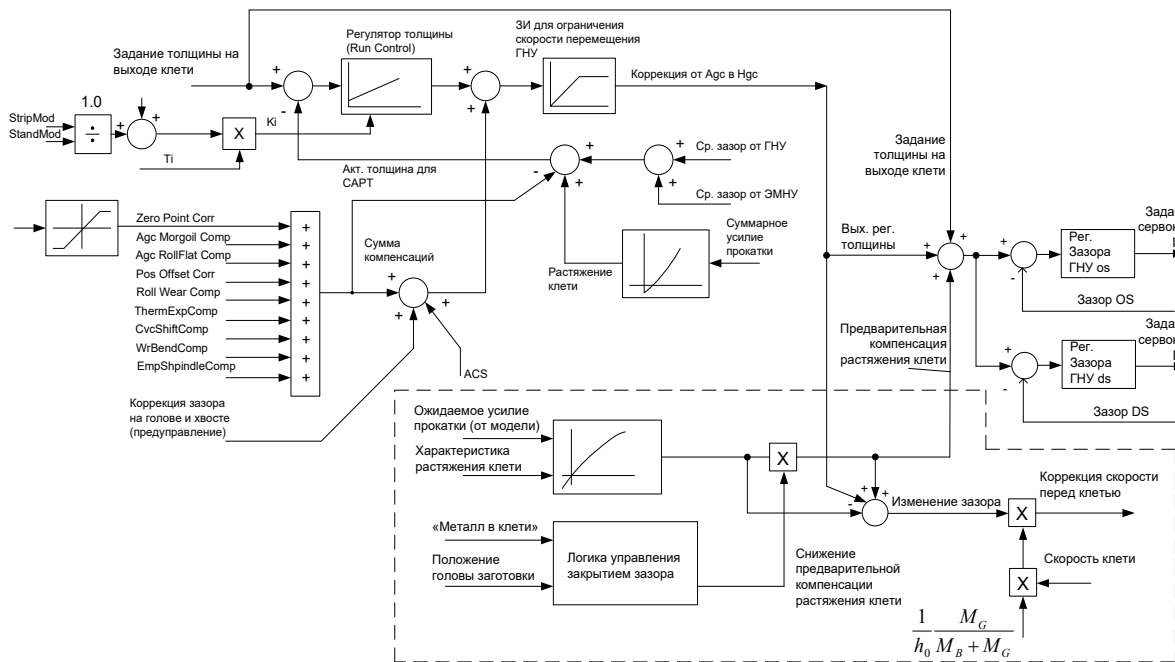 Задание толщины на
выходе клети
Регулятор толщины
(Run Control)
ЗИ для ограничения
скорости перемещения
ГНУ
Коррекция от Agc в Hgc
StripMod
StandMod
1.0
÷
X
Ki
Ti
Акт. толщина для
САРТ
Ср. зазор от ГНУ
Ср. зазор от ЭМНУ
Суммарное
усилие
прокатки
Растяжение
клети
Задание
толщины на
выходе клети
Вых. рег.
толщины
Рег.
Зазора
ГНУ os
Зазор OS
Рег.
Зазора
ГНУ ds
Зазор DS
Zero Point Corr
Agc Morgoil Comp
Agc RollFlat Comp
Pos Offset Corr
Roll Wear Comp
ThermExpComp
CvcShiftComp
WrBendComp
EmpShpindleComp
Сумма
компенсаций
ACS
Коррекция зазора
на голове и хвосте
(предуправление)
Предварительная
компенсация
растяжения клети
Ожидаемое усилие
прокатки (от модели)
Характеристика
растяжения клети
X
«Металл в клети»
Положение
головы заготовки
Логика управления
закрытием зазора
Снижение
предварительной
компенсации
растяжения клети
Изменение зазора
Коррекция скорости
перед клетью
X
Скорость клети
X
1/h₀ M_G/(M_B + M_G)